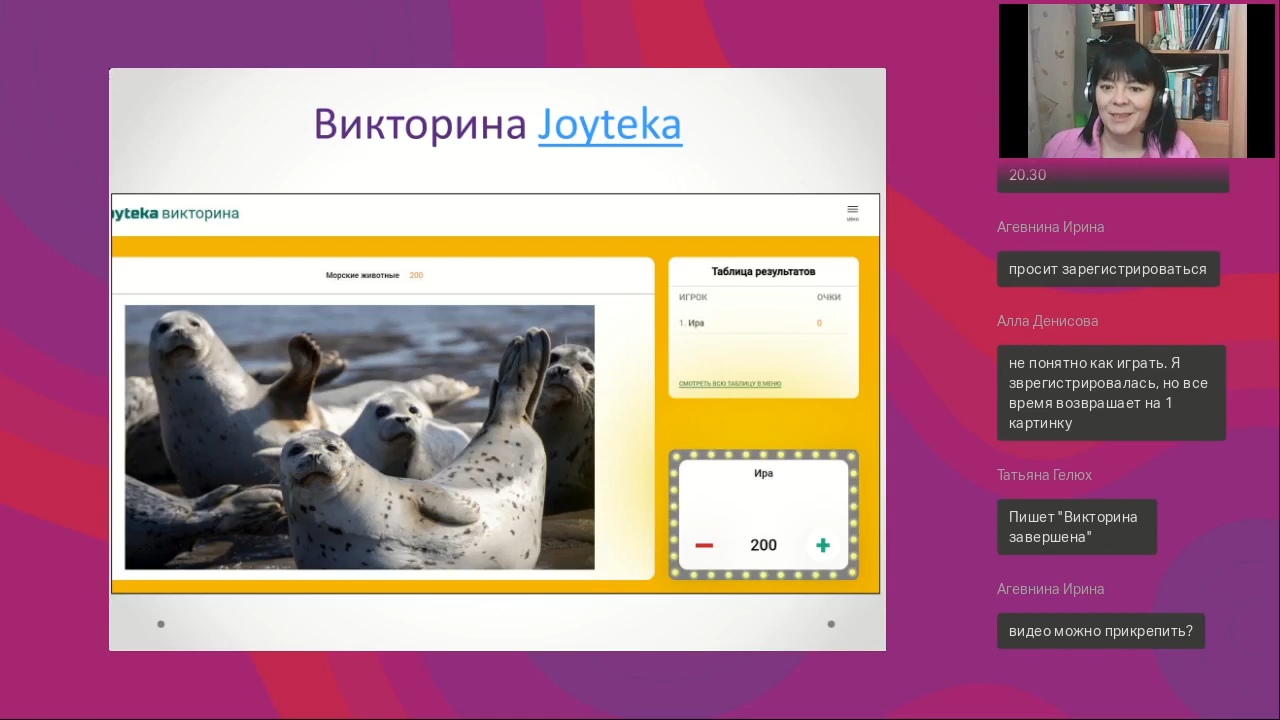 Викторина Joyteka
oyteka викторина
МЕНЮ
Морские животные 200
Таблица результатов
ИГРОК ОЧКИ
1. Ира 0
СМОТРЕТЬ ВСЮ ТАБЛИЦУ В МЕНЮ
Ира
200
20.30
Агевнина Ирина
просит зарегистрироваться
Алла Денисова
не понятно как играть. Я
зврегистрировалась, но все
время возврашает на 1
картинку
Татьяна Гелюх
Пишет "Викторина
завершена"
Агевнина Ирина
видео можно прикрепить?